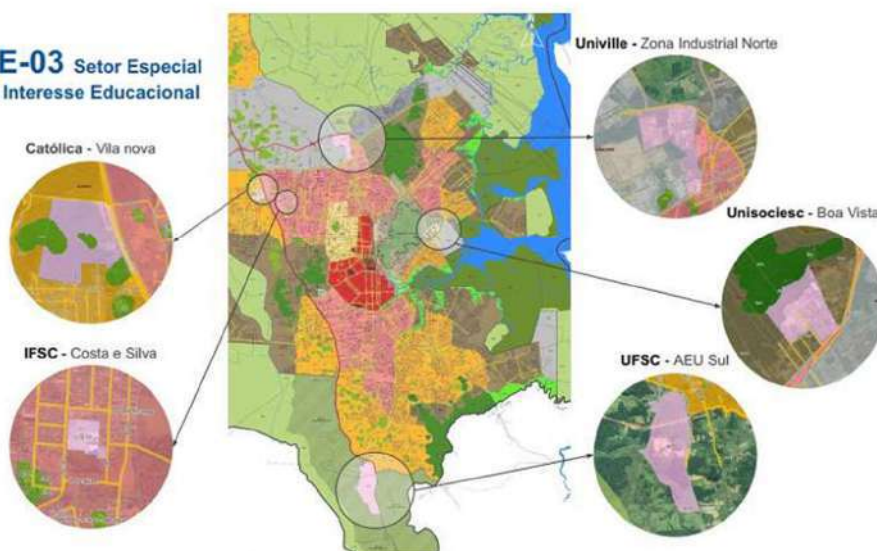 E-03 Setor Especial
Interesse Educacional
Católica - Vila nova
IFSC - Costa e Silva
Univille - Zona Industrial Norte
Unisociesc - Boa Vista
UFSC - AEU Sul